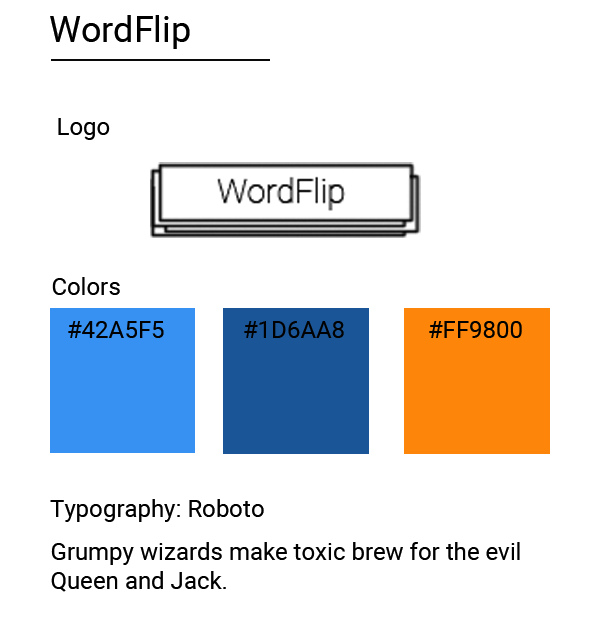 WordFlip
Logo
WordFlip
Colors
#42A5F5 #1D6AA8 #FF9800
Typography: Roboto
Grumpy wizards make toxic brew for the evil
Queen and Jack.